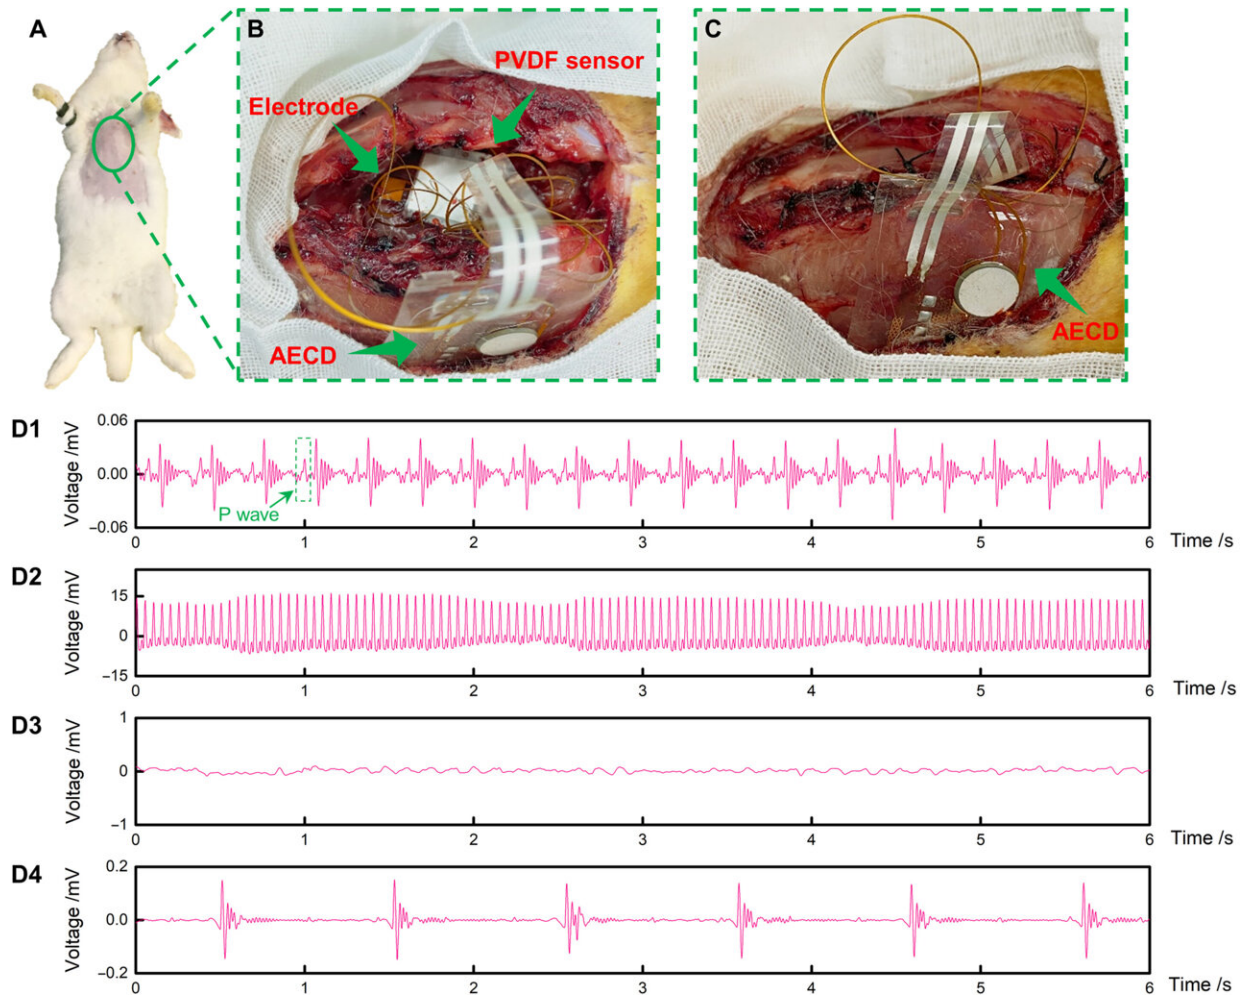 A
B
C
PVDF sensor
Electrode
AECD
AECD
D1
Voltage /mV
0.06
0.00
−0.06
P wave
0 1 2 3 4 5 6
Time /s
D2
Voltage /mV
15
0
−15
0 1 2 3 4 5 6
Time /s
D3
Voltage /mV
1
0
−1
0 1 2 3 4 5 6
Time /s
D4
Voltage /mV
0.2
0.0
−0.2
0 1 2 3 4 5 6
Time /s